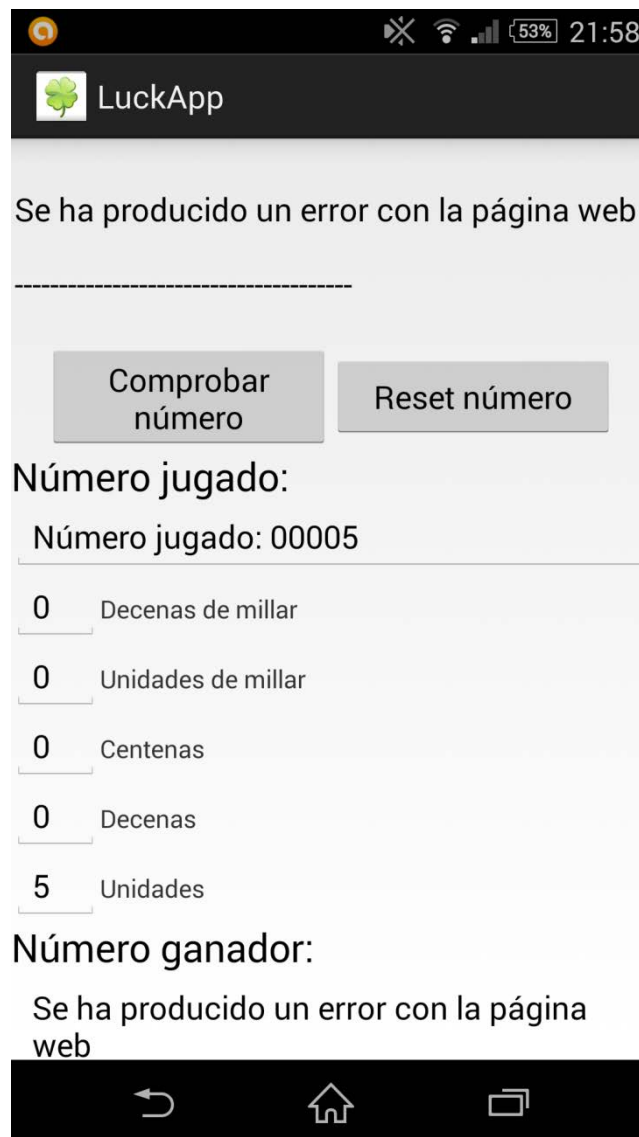 53% 21:58
LuckApp
Se ha producido un error con la página web
--------------------------------------
Comprobar
número
Reset número
Número jugado:
Número jugado: 00005
0 Decenas de millar
0 Unidades de millar
0 Centenas
0 Decenas
5 Unidades
Número ganador:
Se ha producido un error con la página
web